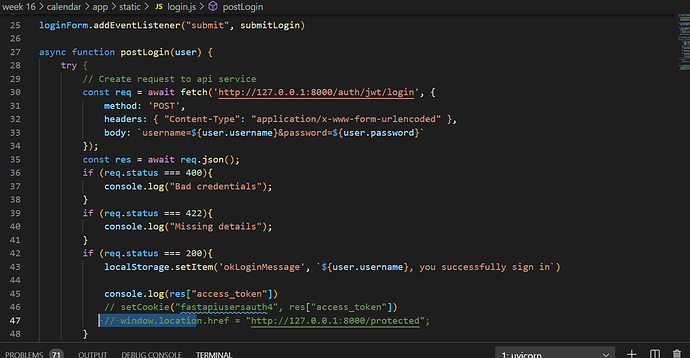 week 16 > calendar > app > static > JS login.js > postLogin
25 loginForm.addEventListener("submit", submitLogin)
26
27 async function postLogin(user) {
28 try {
29 // Create request to api service
30 const req = await fetch('http://127.0.0.1:8000/auth/jwt/login', {
31 method: 'POST',
32 headers: { "Content-Type": "application/x-www-form-urlencoded" },
33 body: `username=${user.username}&password=${user.password}`
34 });
35 const res = await req.json();
36 if (req.status === 400){
37 console.log("Bad credentials");
38 }
39 if (req.status === 422){
40 console.log("Missing details");
41 }
42 if (req.status === 200){
43 localStorage.setItem('okLoginMessage', `${user.username}, you successfully sign in`)
44
45 console.log(res["access_token"])
46 // setCookie("fastapiusersauth4", res["access_token"])
47 // window.location.href = "http://127.0.0.1:8000/protected";
48 }
PROBLEMS 71 OUTPUT DEBUG CONSOLE TERMINAL 1: uvicorn